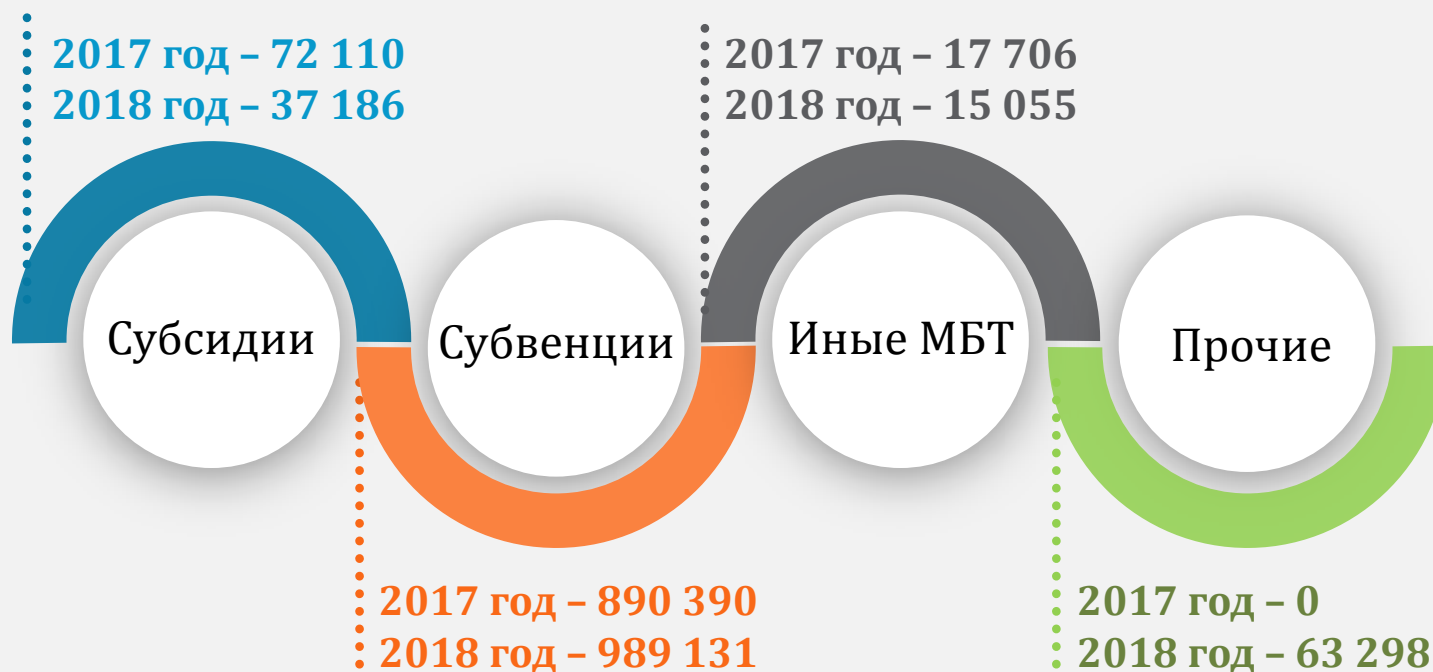 2017 год – 72 110
2018 год – 37 186
2017 год – 17 706
2018 год – 15 055
Субсидии
Субвенции
Иные МБТ
Прочие
2017 год – 890 390
2018 год – 989 131
2017 год – 0
2018 год – 63 298